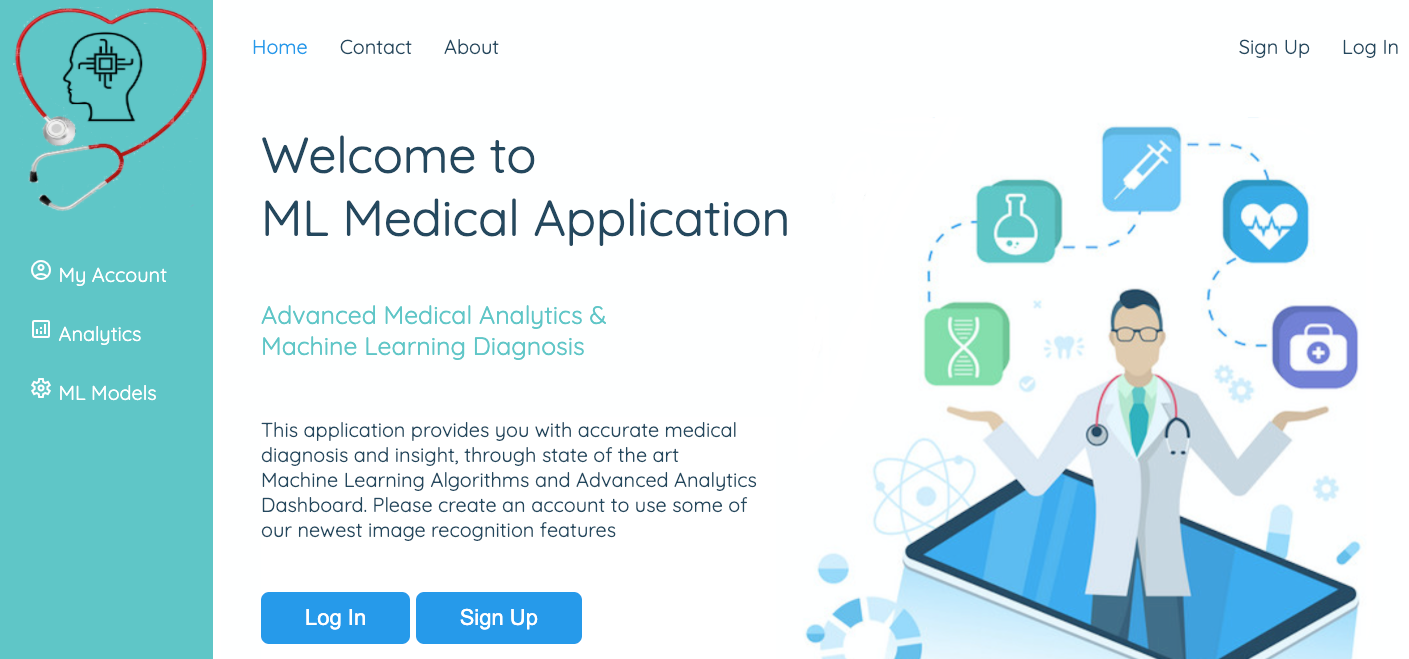 Home Contact About Sign Up Log In
My Account
Analytics
ML Models
Welcome to
ML Medical Application
Advanced Medical Analytics &
Machine Learning Diagnosis
This application provides you with accurate medical
diagnosis and insight, through state of the art
Machine Learning Algorithms and Advanced Analytics
Dashboard. Please create an account to use some of
our newest image recognition features
Log In Sign Up